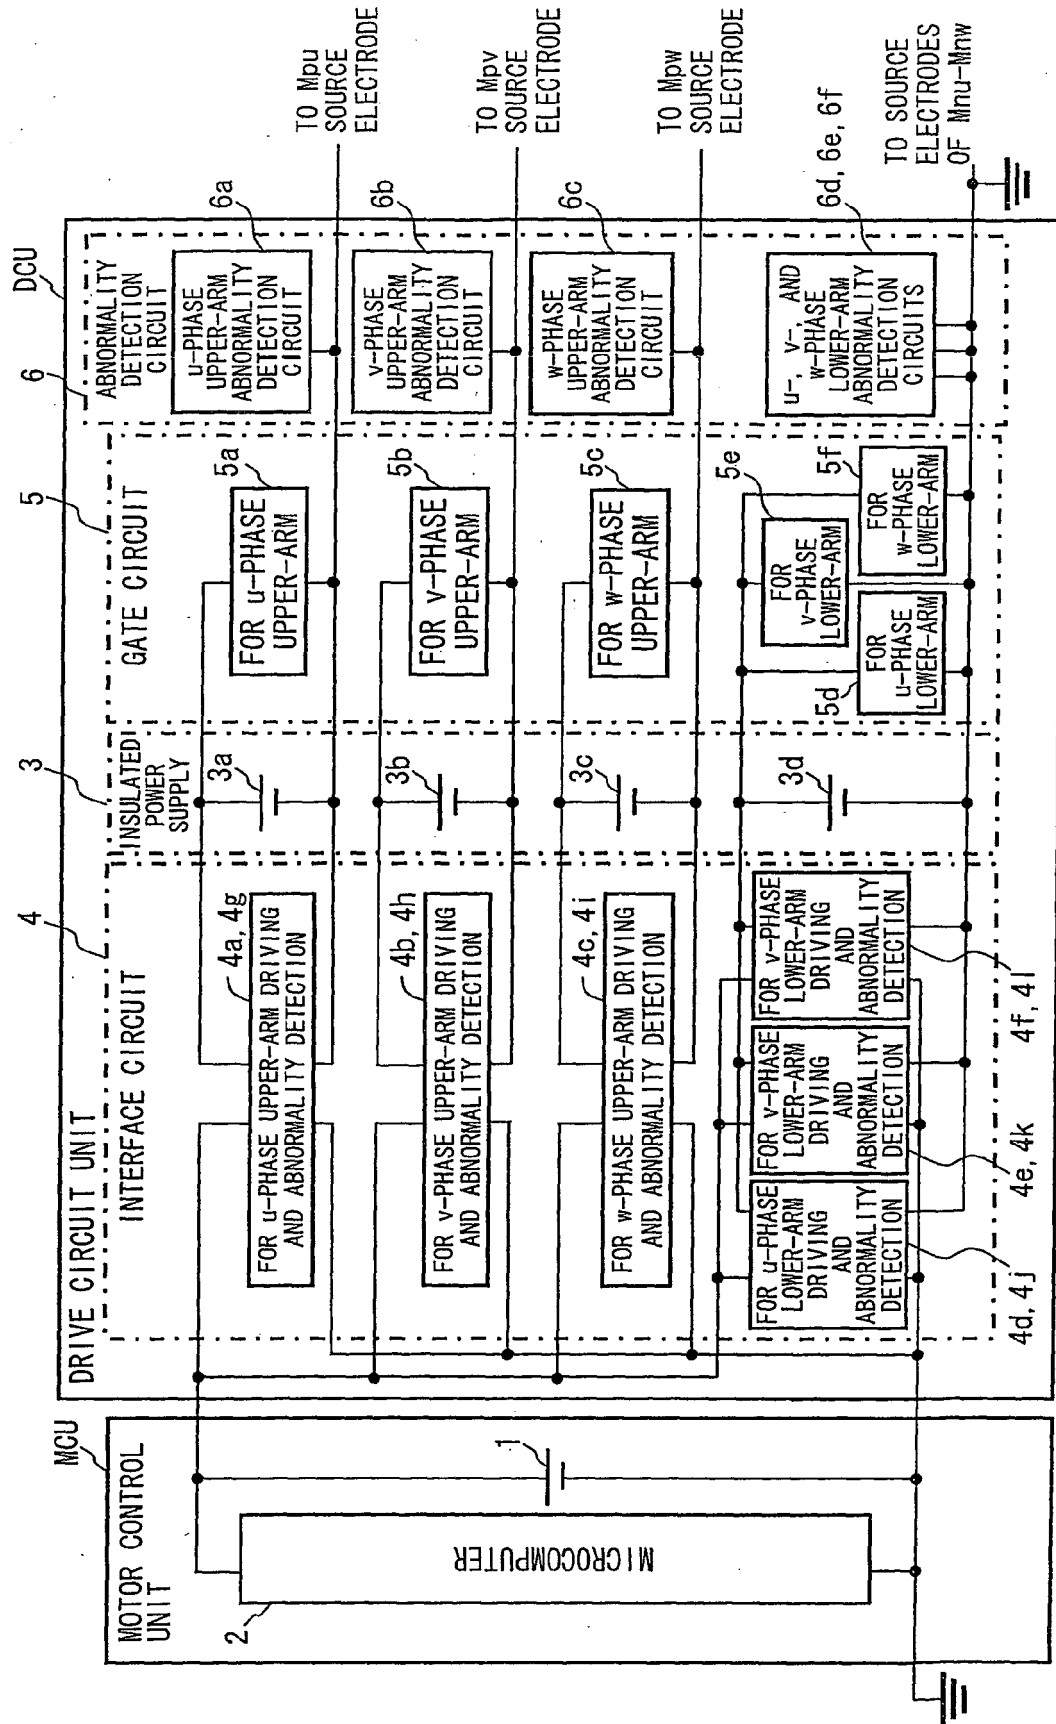 MCU
MOTOR CONTROL
UNIT
2
MICROCOMPUTER
1
DCU
DRIVE CIRCUIT UNIT
4
INTERFACE CIRCUIT
4a, 4g
FOR u-PHASE UPPER-ARM DRIVING
AND ABNORMALITY DETECTION
4b, 4h
FOR v-PHASE UPPER-ARM DRIVING
AND ABNORMALITY DETECTION
4c, 4i
FOR w-PHASE UPPER-ARM DRIVING
AND ABNORMALITY DETECTION
FOR u-PHASE
LOWER-ARM
DRIVING
AND
ABNORMALITY
DETECTION
4d, 4j
FOR v-PHASE
LOWER-ARM
DRIVING
AND
ABNORMALITY
DETECTION
4e, 4k
FOR v-PHASE
LOWER-ARM
DRIVING
AND
ABNORMALITY
DETECTION
4f, 4l
3
INSULATED
POWER
SUPPLY
3a
3b
3c
3d
5
GATE CIRCUIT
5a
FOR u-PHASE
UPPER-ARM
5b
FOR v-PHASE
UPPER-ARM
5c
FOR w-PHASE
UPPER-ARM
5d
FOR
u-PHASE
LOWER-ARM
5e
FOR
v-PHASE
LOWER-ARM
5f
FOR
w-PHASE
LOWER-ARM
6
ABNORMALITY
DETECTION
CIRCUIT
6a
u-PHASE
UPPER-ARM
ABNORMALITY
DETECTION
CIRCUIT
6b
v-PHASE
UPPER-ARM
ABNORMALITY
DETECTION
CIRCUIT
6c
w-PHASE
UPPER-ARM
ABNORMALITY
DETECTION
CIRCUIT
6d, 6e, 6f
u-, v-, AND
w-PHASE
LOWER-ARM
ABNORMALITY
DETECTION
CIRCUITS
TO Mpu
SOURCE
ELECTRODE
TO Mpv
SOURCE
ELECTRODE
TO Mpw
SOURCE
ELECTRODE
TO SOURCE
ELECTRODES
OF Mnu-Mnw